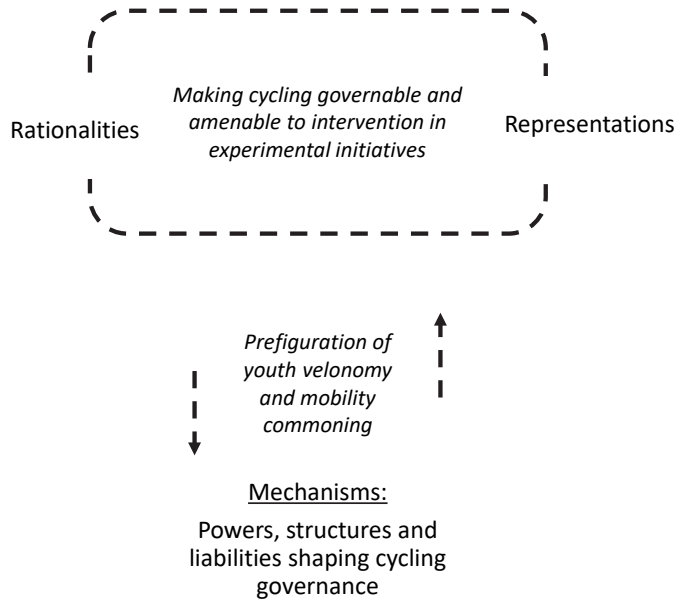 Making cycling governable and
amenable to intervention in
experimental initiatives
Rationalities
Representations
Prefiguration of
youth velonomy
and mobility
commoning
Mechanisms:
Powers, structures and
liabilities shaping cycling
governance